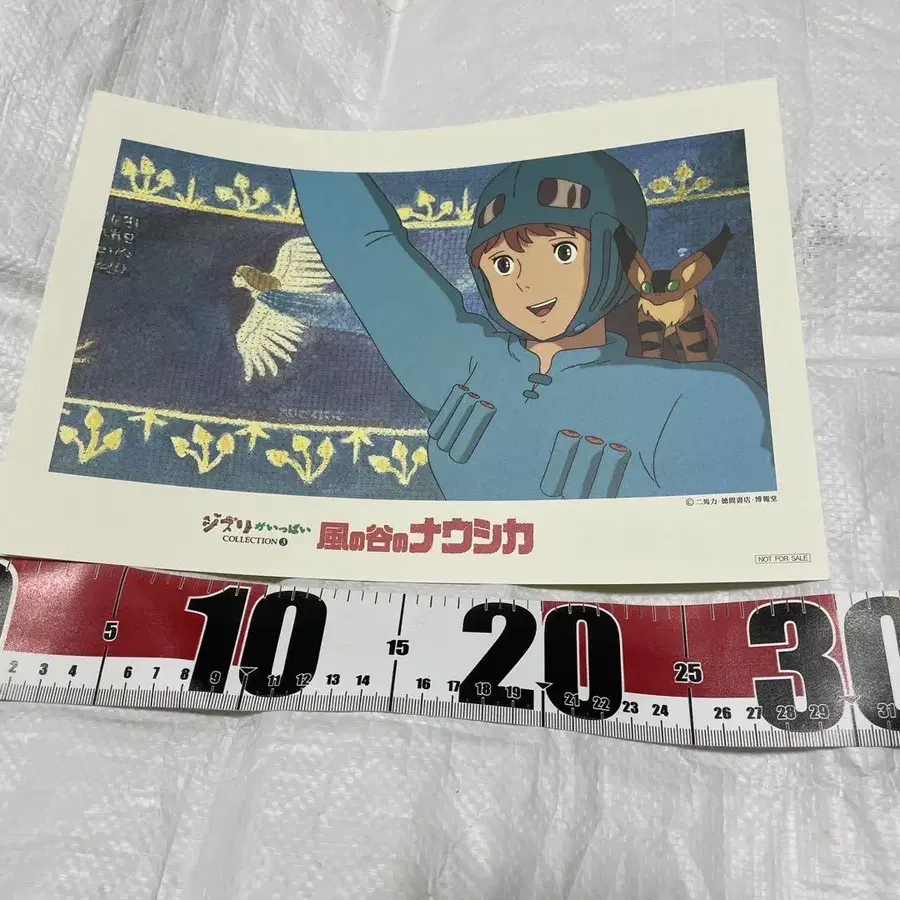 © 二馬力・徳間書店・博報堂
ジブリがいっぱい
COLLECTION③
風の谷のナウシカ
NOT FOR SALE
5 10 15 20 25 30
2 3 4 6 7 8 9 11 12 13 14 16 17 18 19 21 22 23 24 26 27 28 29 31